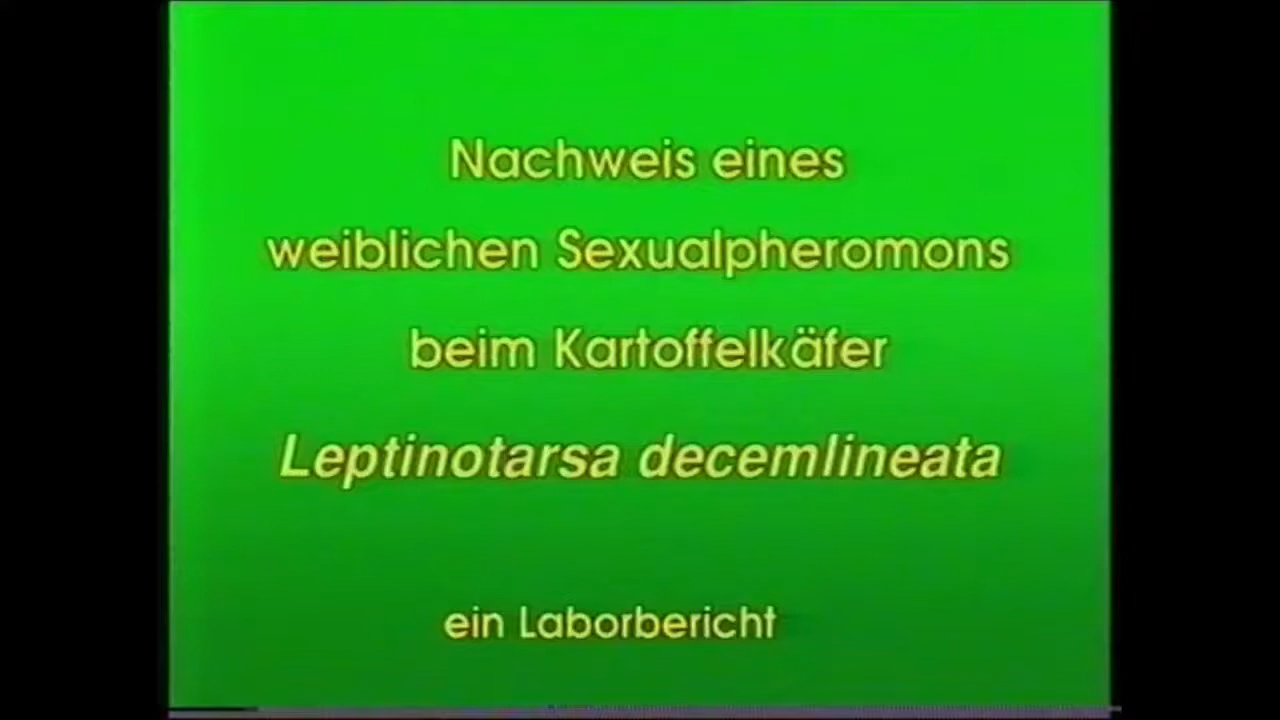 Nachweis eines
weiblichen Sexualpheromons
beim Kartoffelkäfer
Leptinotarsa decemlineata
ein Laborbericht